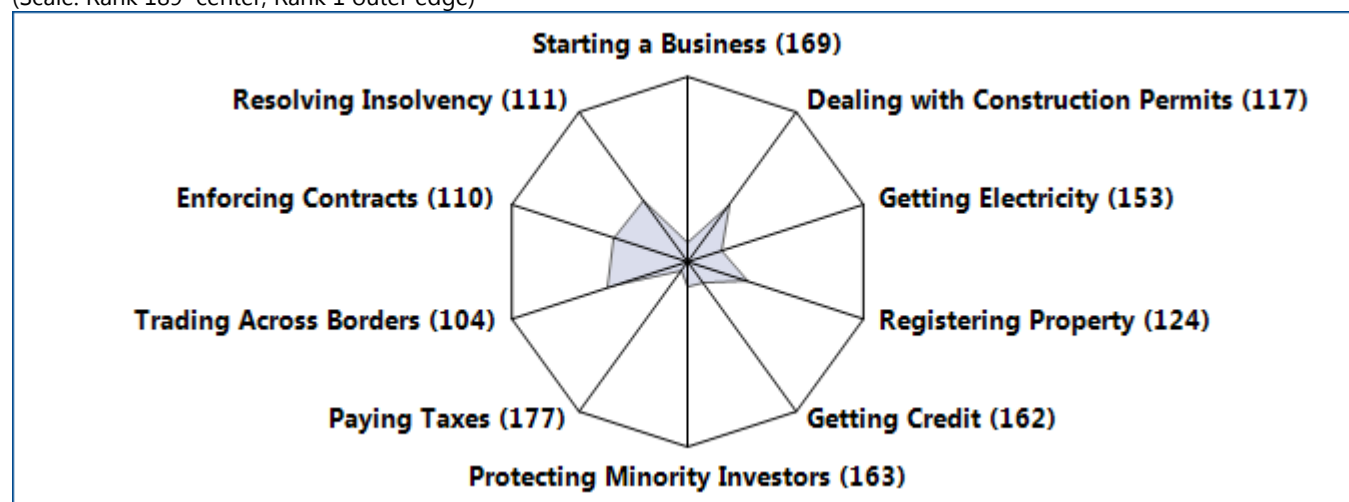 (Scale: Rank 189 center, Rank 1 outer edge)
Starting a Business (169)
Resolving Insolvency (111)
Dealing with Construction Permits (117)
Enforcing Contracts (110)
Getting Electricity (153)
Trading Across Borders (104)
Registering Property (124)
Paying Taxes (177)
Getting Credit (162)
Protecting Minority Investors (163)